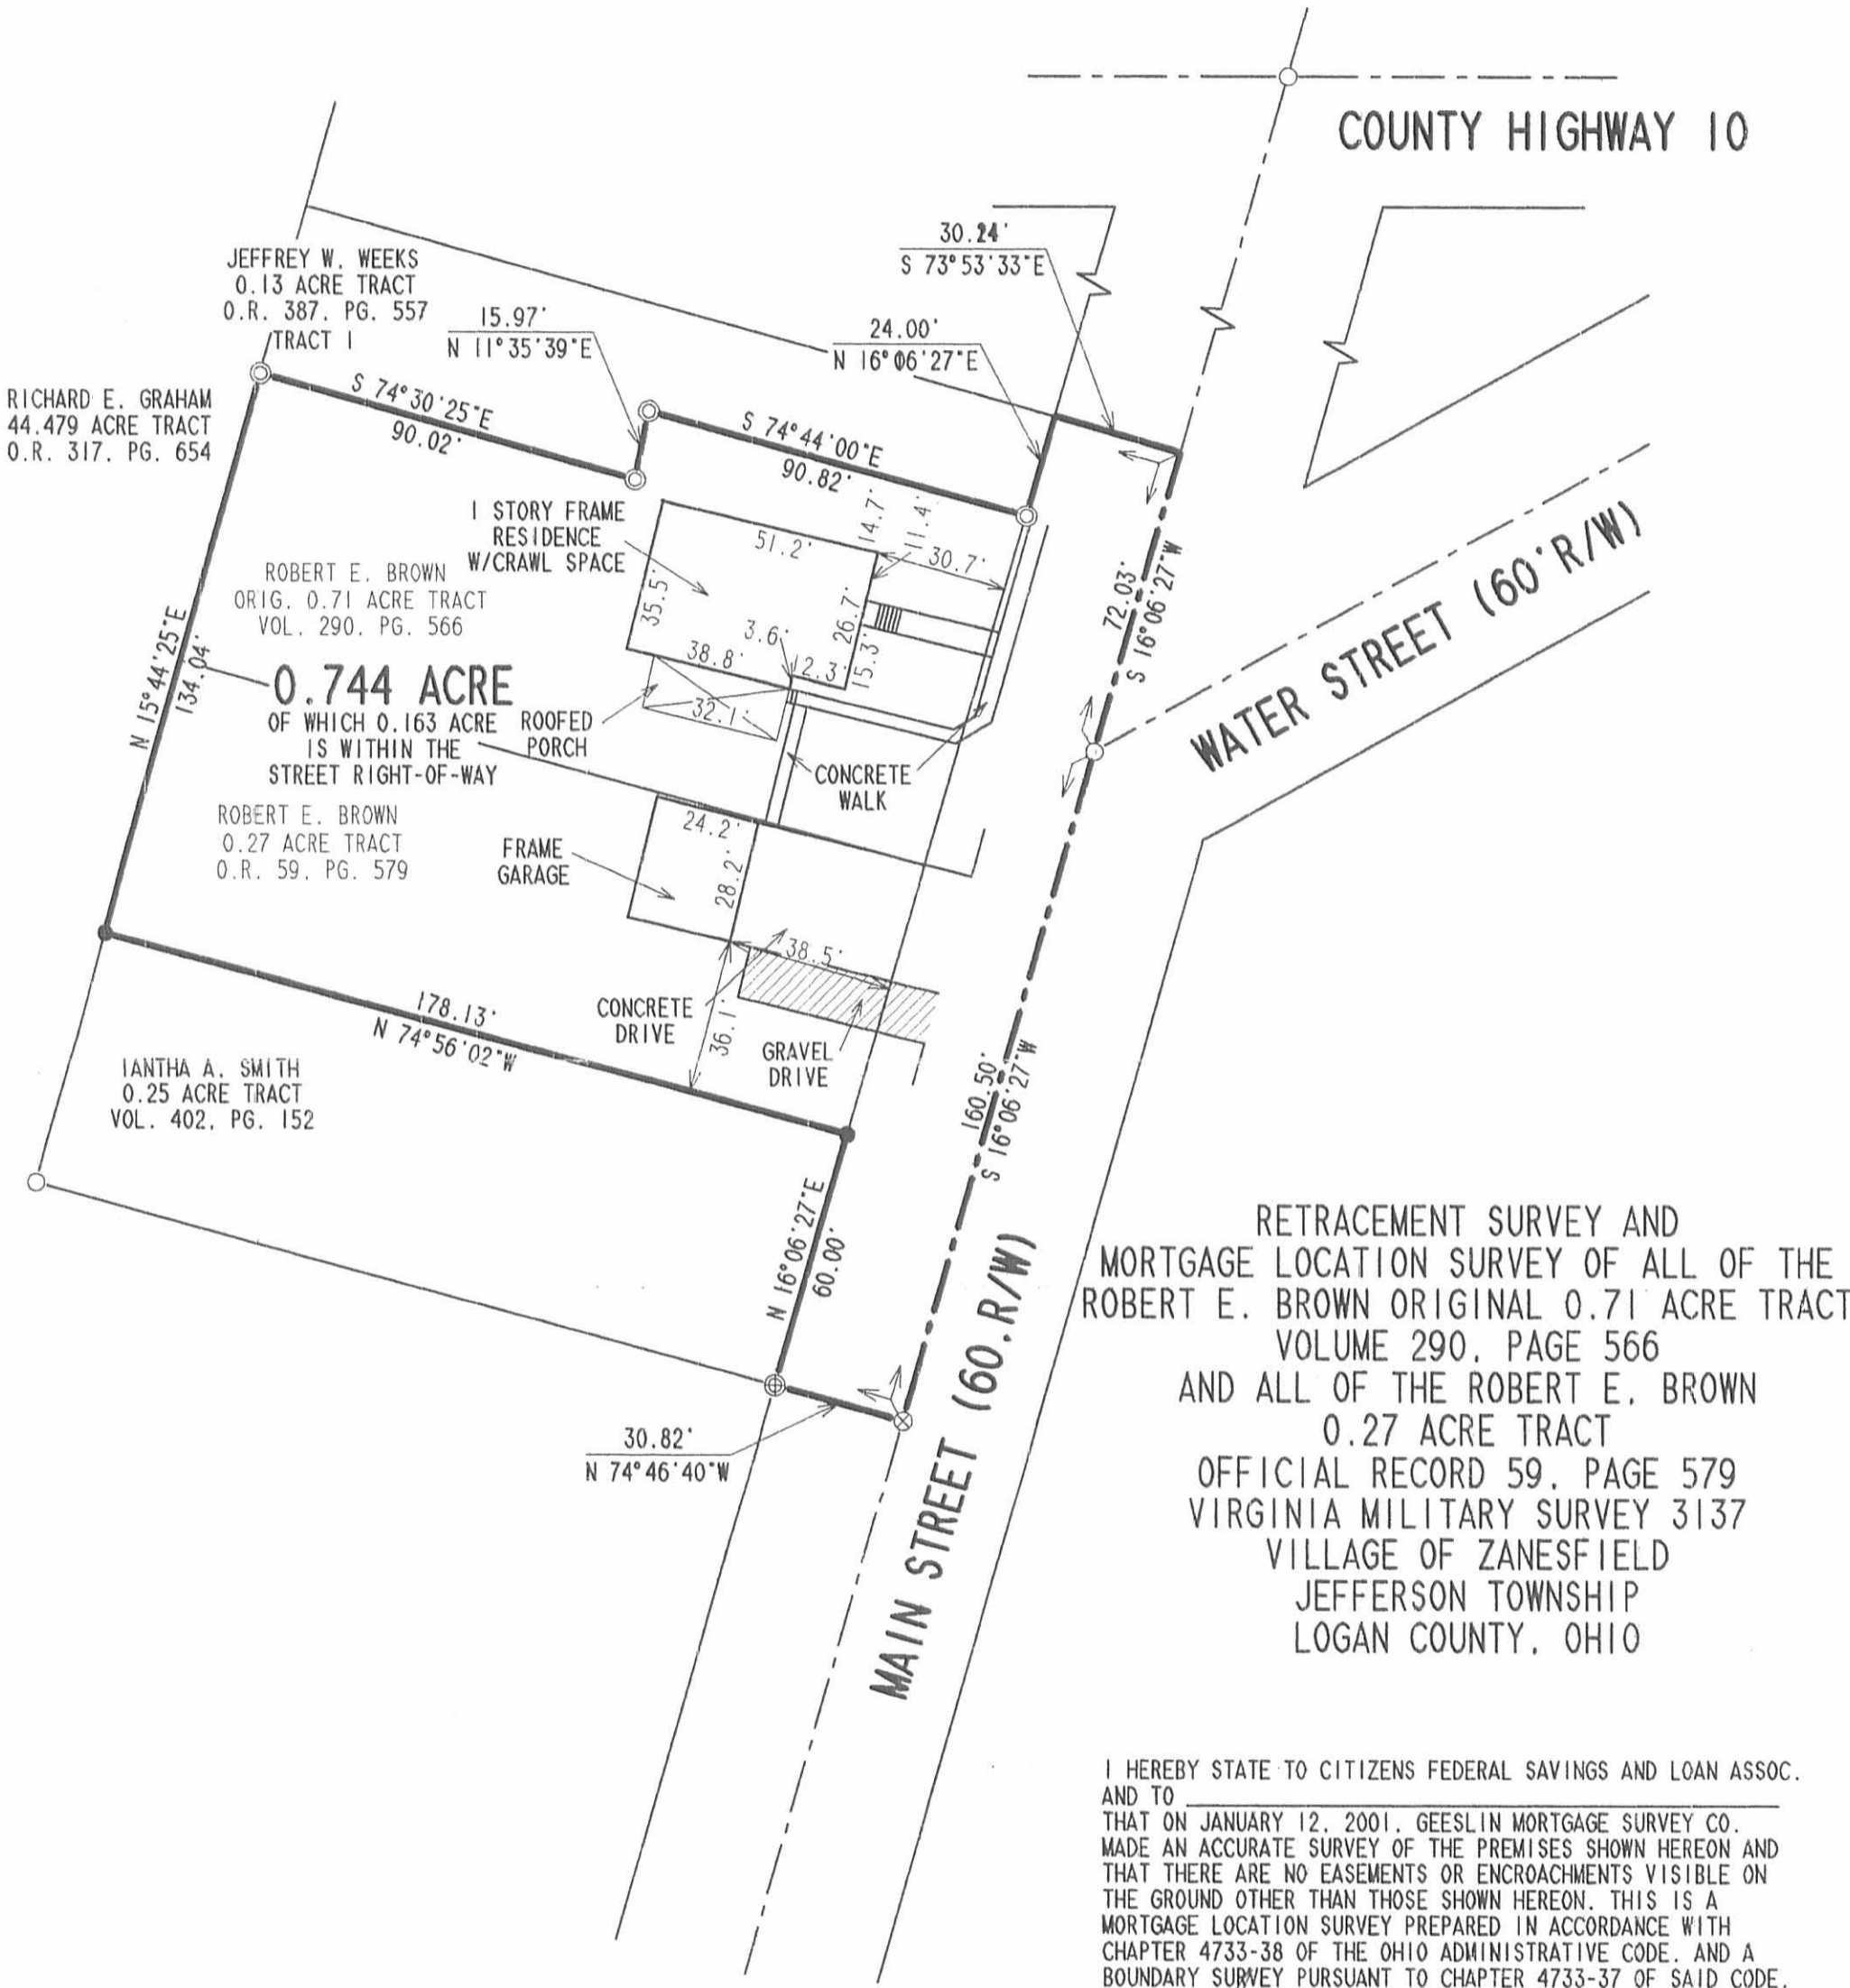 COUNTY HIGHWAY 10
30.24'
S 73°53'33"E
JEFFREY W. WEEKS
0.13 ACRE TRACT
O.R. 387, PG. 557
TRACT 1
15.97'
N 11°35'39"E
24.00'
N 16°06'27"E
RICHARD E. GRAHAM
44.479 ACRE TRACT
O.R. 317, PG. 654
S 74°30'25"E
90.02'
S 74°44'00"E
90.82'
1 STORY FRAME
RESIDENCE
W/CRAWL SPACE
51.2'
14.7'
11.4'
30.7'
35.5'
26.7'
3.6'
38.8'
12.3'
15.3'
32.1'
72.03'
S 16°06'27"W
WATER STREET (60'R/W)
ROBERT E. BROWN
ORIG. 0.71 ACRE TRACT
VOL. 290, PG. 566
N 15°44'25"E
134.04'
0.744 ACRE
OF WHICH 0.163 ACRE
IS WITHIN THE
STREET RIGHT-OF-WAY
ROOFED
PORCH
CONCRETE
WALK
ROBERT E. BROWN
0.27 ACRE TRACT
O.R. 59, PG. 579
FRAME
GARAGE
24.2'
28.2'
38.5'
36.1'
CONCRETE
DRIVE
GRAVEL
DRIVE
178.13'
N 74°56'02"W
160.50'
S 16°06'27"W
IANTHA A. SMITH
0.25 ACRE TRACT
VOL. 402, PG. 152
N 16°06'27"E
60.00'
30.82'
N 74°46'40"W
MAIN STREET (60.R/W)
RETRACEMENT SURVEY AND
MORTGAGE LOCATION SURVEY OF ALL OF THE
ROBERT E. BROWN ORIGINAL 0.71 ACRE TRACT
VOLUME 290, PAGE 566
AND ALL OF THE ROBERT E. BROWN
0.27 ACRE TRACT
OFFICIAL RECORD 59, PAGE 579
VIRGINIA MILITARY SURVEY 3137
VILLAGE OF ZANESFIELD
JEFFERSON TOWNSHIP
LOGAN COUNTY, OHIO
I HEREBY STATE TO CITIZENS FEDERAL SAVINGS AND LOAN ASSOC.
AND TO
THAT ON JANUARY 12, 2001, GEESLIN MORTGAGE SURVEY CO.
MADE AN ACCURATE SURVEY OF THE PREMISES SHOWN HEREON AND
THAT THERE ARE NO EASEMENTS OR ENCROACHMENTS VISIBLE ON
THE GROUND OTHER THAN THOSE SHOWN HEREON. THIS IS A
MORTGAGE LOCATION SURVEY PREPARED IN ACCORDANCE WITH
CHAPTER 4733-38 OF THE OHIO ADMINISTRATIVE CODE, AND A
BOUNDARY SURVEY PURSUANT TO CHAPTER 4733-37 OF SAID CODE.